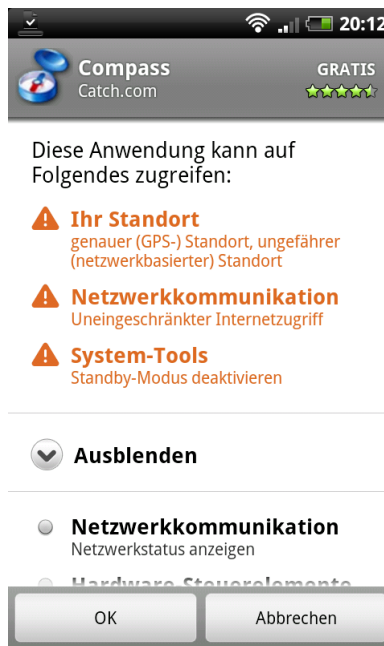 20:12
Compass
GRATIS
Catch.com
Diese Anwendung kann auf
Folgendes zugreifen:
Ihr Standort
genauer (GPS-) Standort, ungefährer
(netzwerkbasierter) Standort
Netzwerkkommunikation
Uneingeschränkter Internetzugriff
System-Tools
Standby-Modus deaktivieren
Ausblenden
Netzwerkkommunikation
Netzwerkstatus anzeigen
Hardware-Steuerelemente
OK
Abbrechen